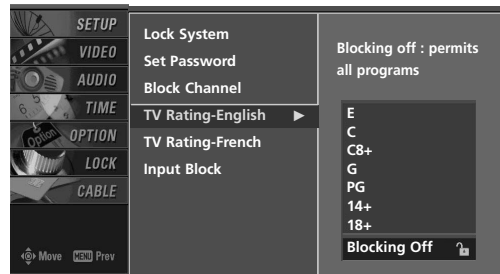 SETUP
VIDEO
AUDIO
TIME
OPTION
LOCK
CABLE
Move MENU Prev
Lock System
Set Password
Block Channel
TV Rating-English ►
TV Rating-French
Input Block
Blocking off : permits
all programs
E
C
C8+
G
PG
14+
18+
Blocking Off